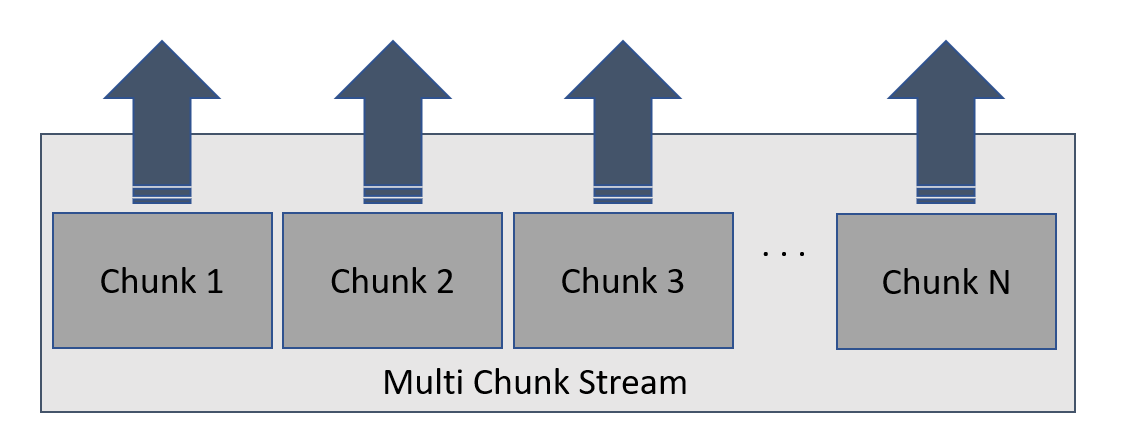 Chunk 1
Chunk 2
Chunk 3
. . .
Chunk N
Multi Chunk Stream